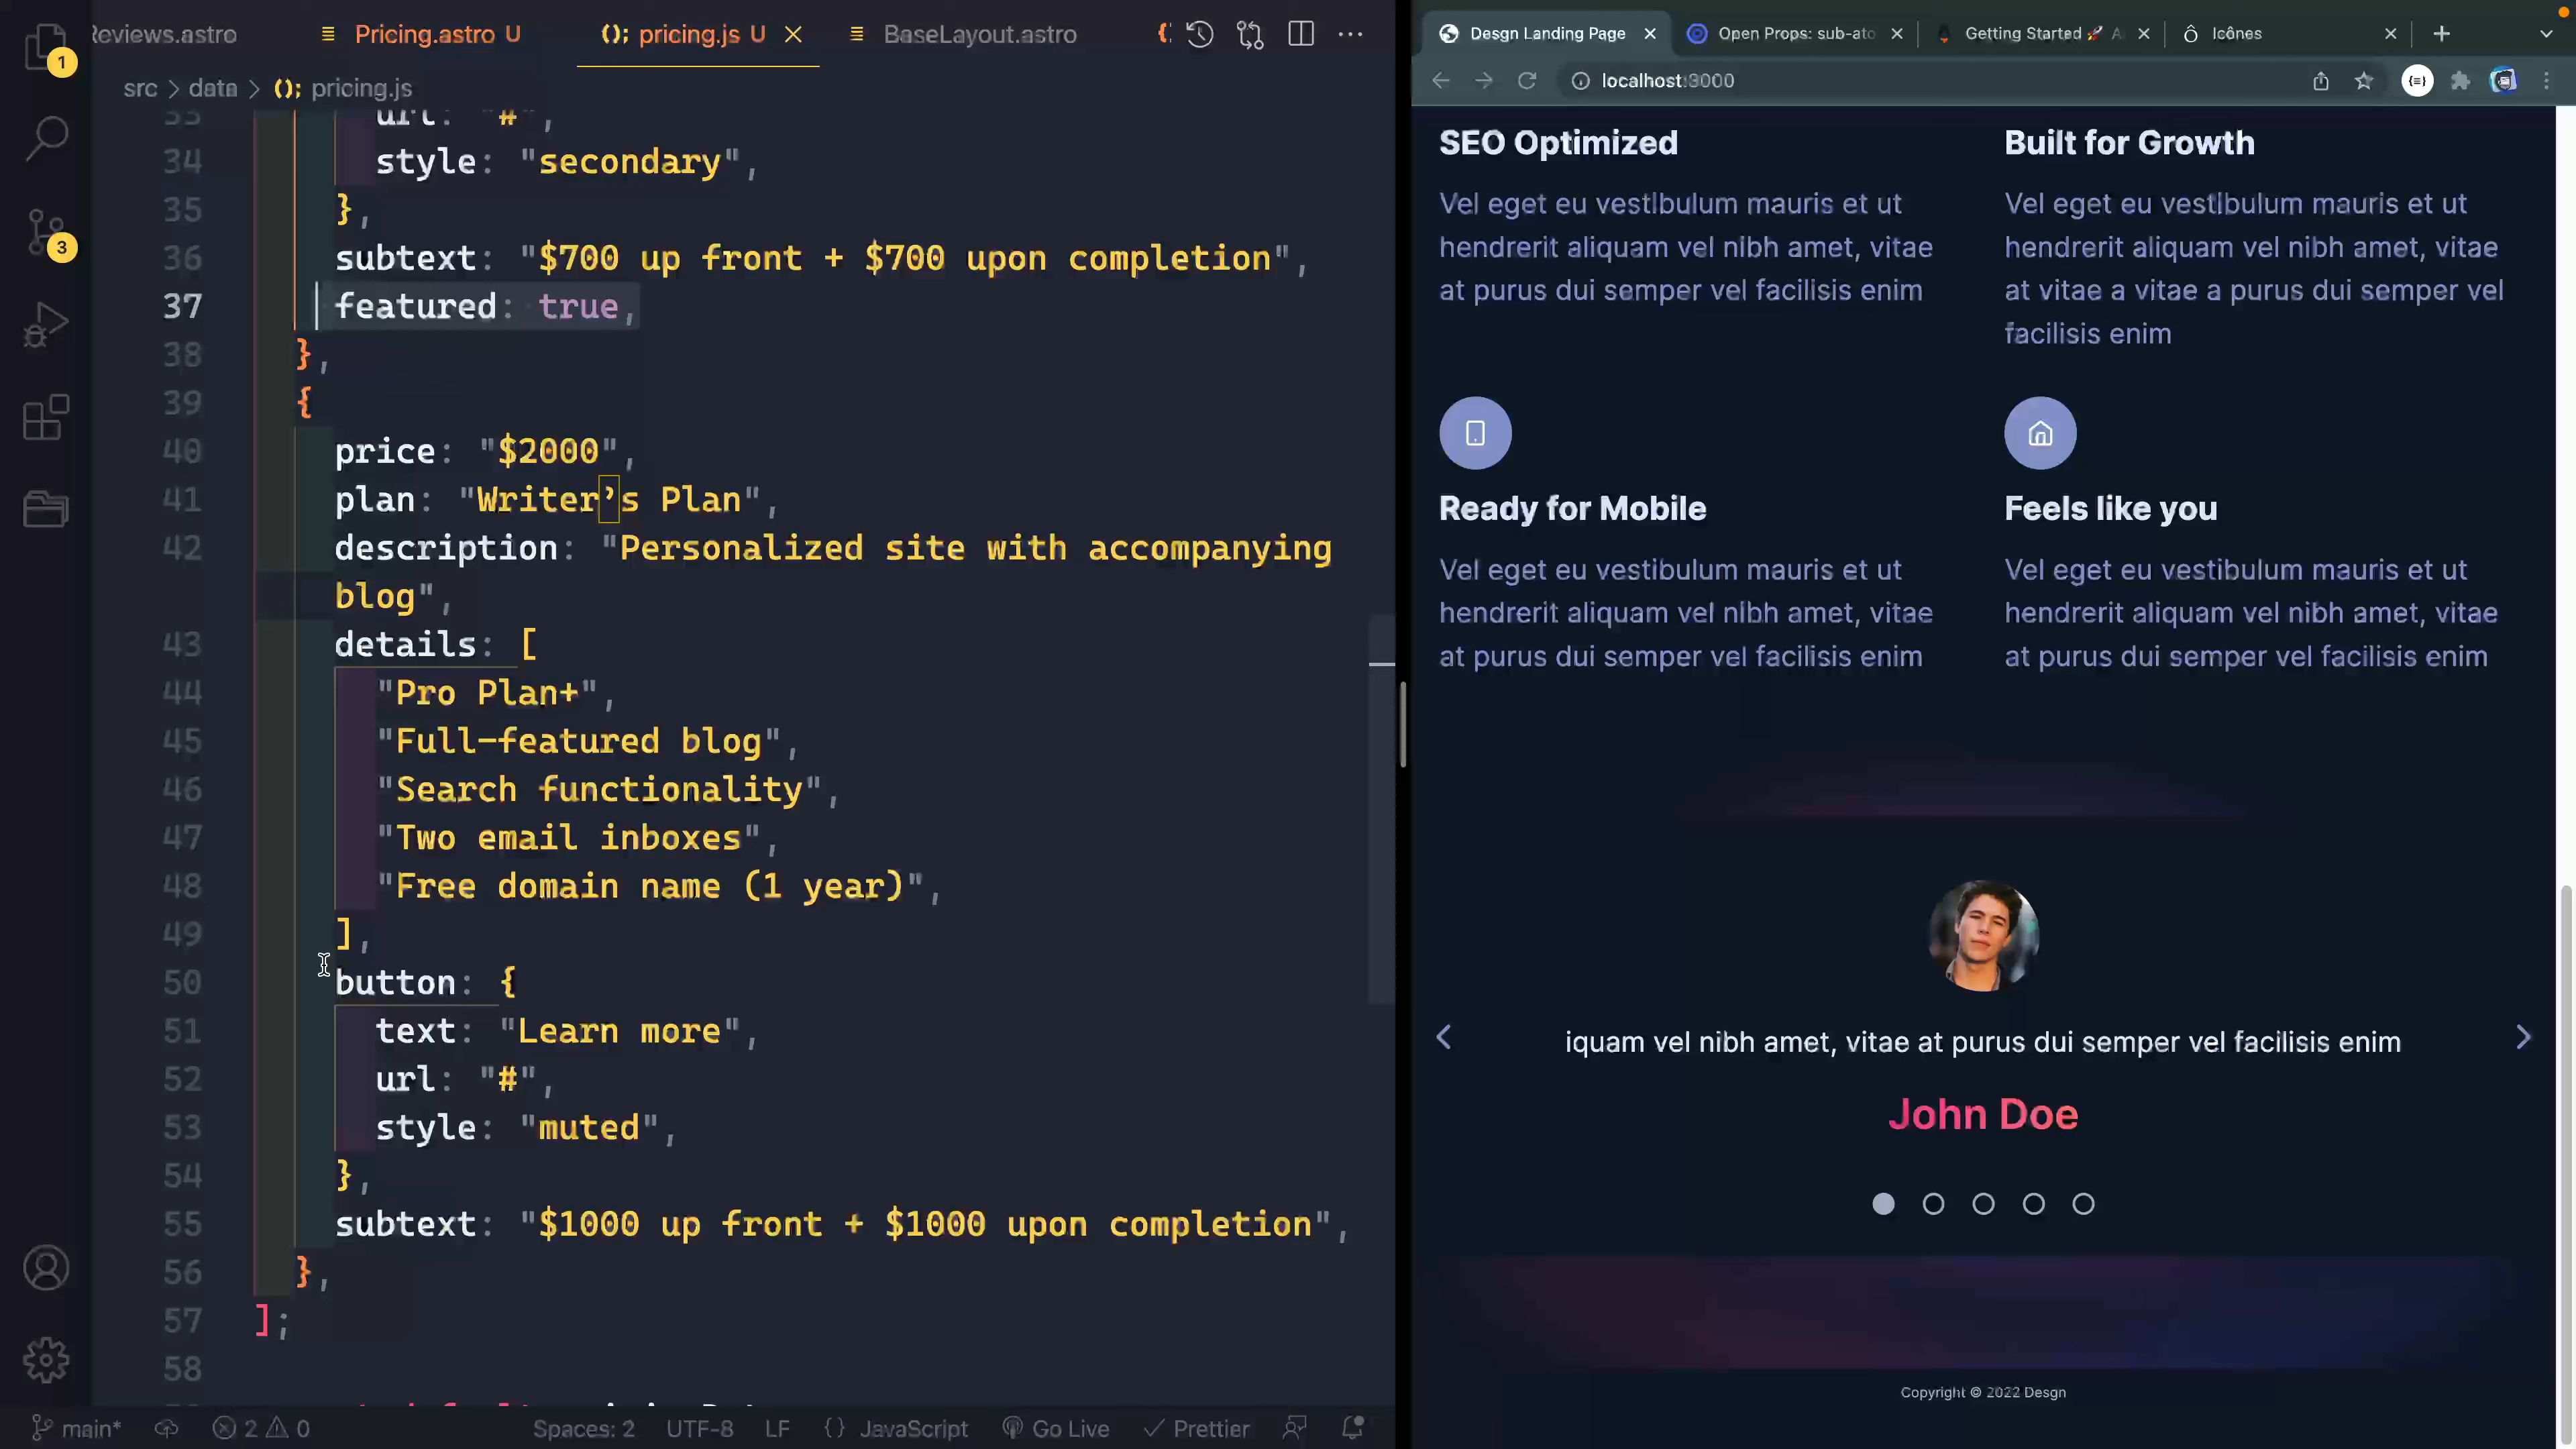 Reviews.astro
Pricing.astro U
pricing.js U
BaseLayout.astro
src > data > pricing.js
33 url: "#",
34 style: "secondary",
35 },
36 subtext: "$700 up front + $700 upon completion",
37 featured: true,
38 },
39 {
40 price: "$2000",
41 plan: "Writer’s Plan",
42 description: "Personalized site with accompanying
blog",
43 details: [
44 "Pro Plan+",
45 "Full-featured blog",
46 "Search functionality",
47 "Two email inboxes",
48 "Free domain name (1 year)",
49 ],
50 button: {
51 text: "Learn more",
52 url: "#",
53 style: "muted",
54 },
55 subtext: "$1000 up front + $1000 upon completion",
56 },
57 ];
58
1
3
main*
2 0
Spaces: 2
UTF-8
LF
{ } JavaScript
Go Live
Prettier
Desgn Landing Page
Open Props: sub-ato
Getting Started 🚀 A
Icônes
localhost:3000
SEO Optimized
Vel eget eu vestibulum mauris et ut
hendrerit aliquam vel nibh amet, vitae
at purus dui semper vel facilisis enim
Built for Growth
Vel eget eu vestibulum mauris et ut
hendrerit aliquam vel nibh amet, vitae
at vitae a vitae a purus dui semper vel
facilisis enim
Ready for Mobile
Vel eget eu vestibulum mauris et ut
hendrerit aliquam vel nibh amet, vitae
at purus dui semper vel facilisis enim
Feels like you
Vel eget eu vestibulum mauris et ut
hendrerit aliquam vel nibh amet, vitae
at purus dui semper vel facilisis enim
iquam vel nibh amet, vitae at purus dui semper vel facilisis enim
John Doe
Copyright © 2022 Desgn